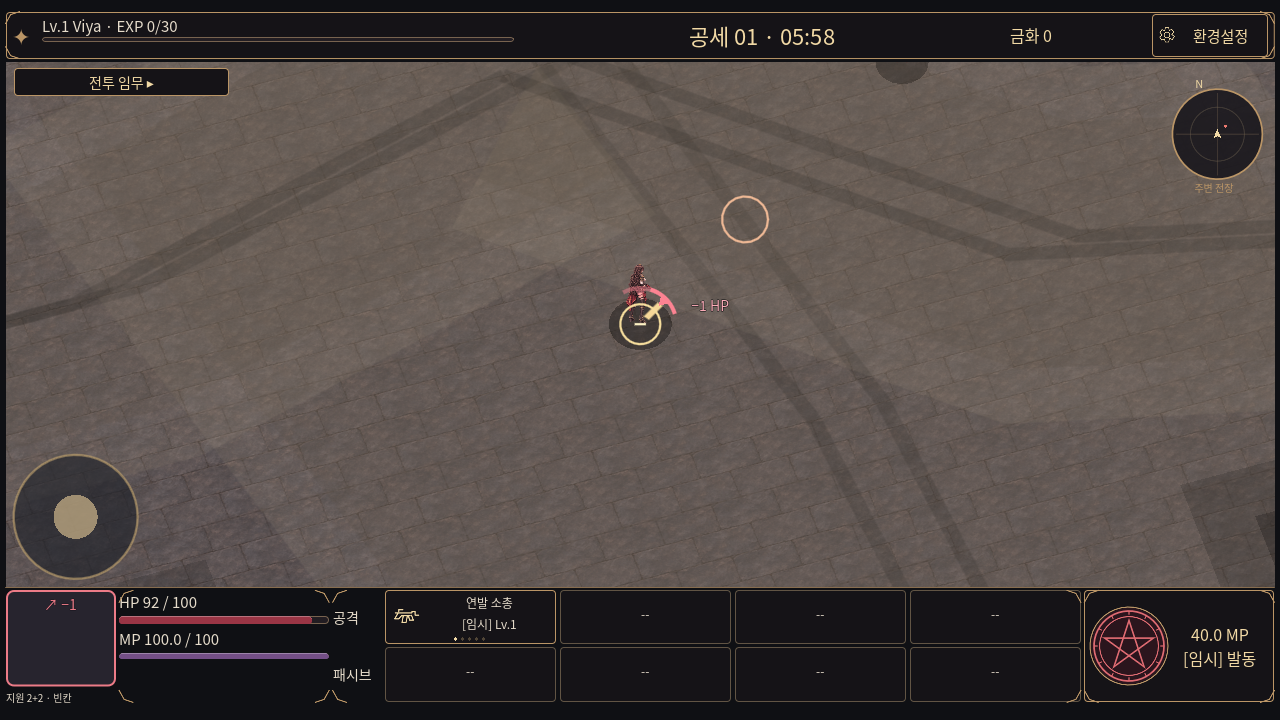 Lv.1 Viya · EXP 0/30
공세 01 · 05:58
금화 0
환경설정
전투 임무 ▸
N
주변 전장
−1 HP
↗ −1
HP 92 / 100
MP 100.0 / 100
지원 2+2 · 빈칸
공격
패시브
연발 소총
[임시] Lv.1
--
--
--
--
--
--
--
40.0 MP
[임시] 발동